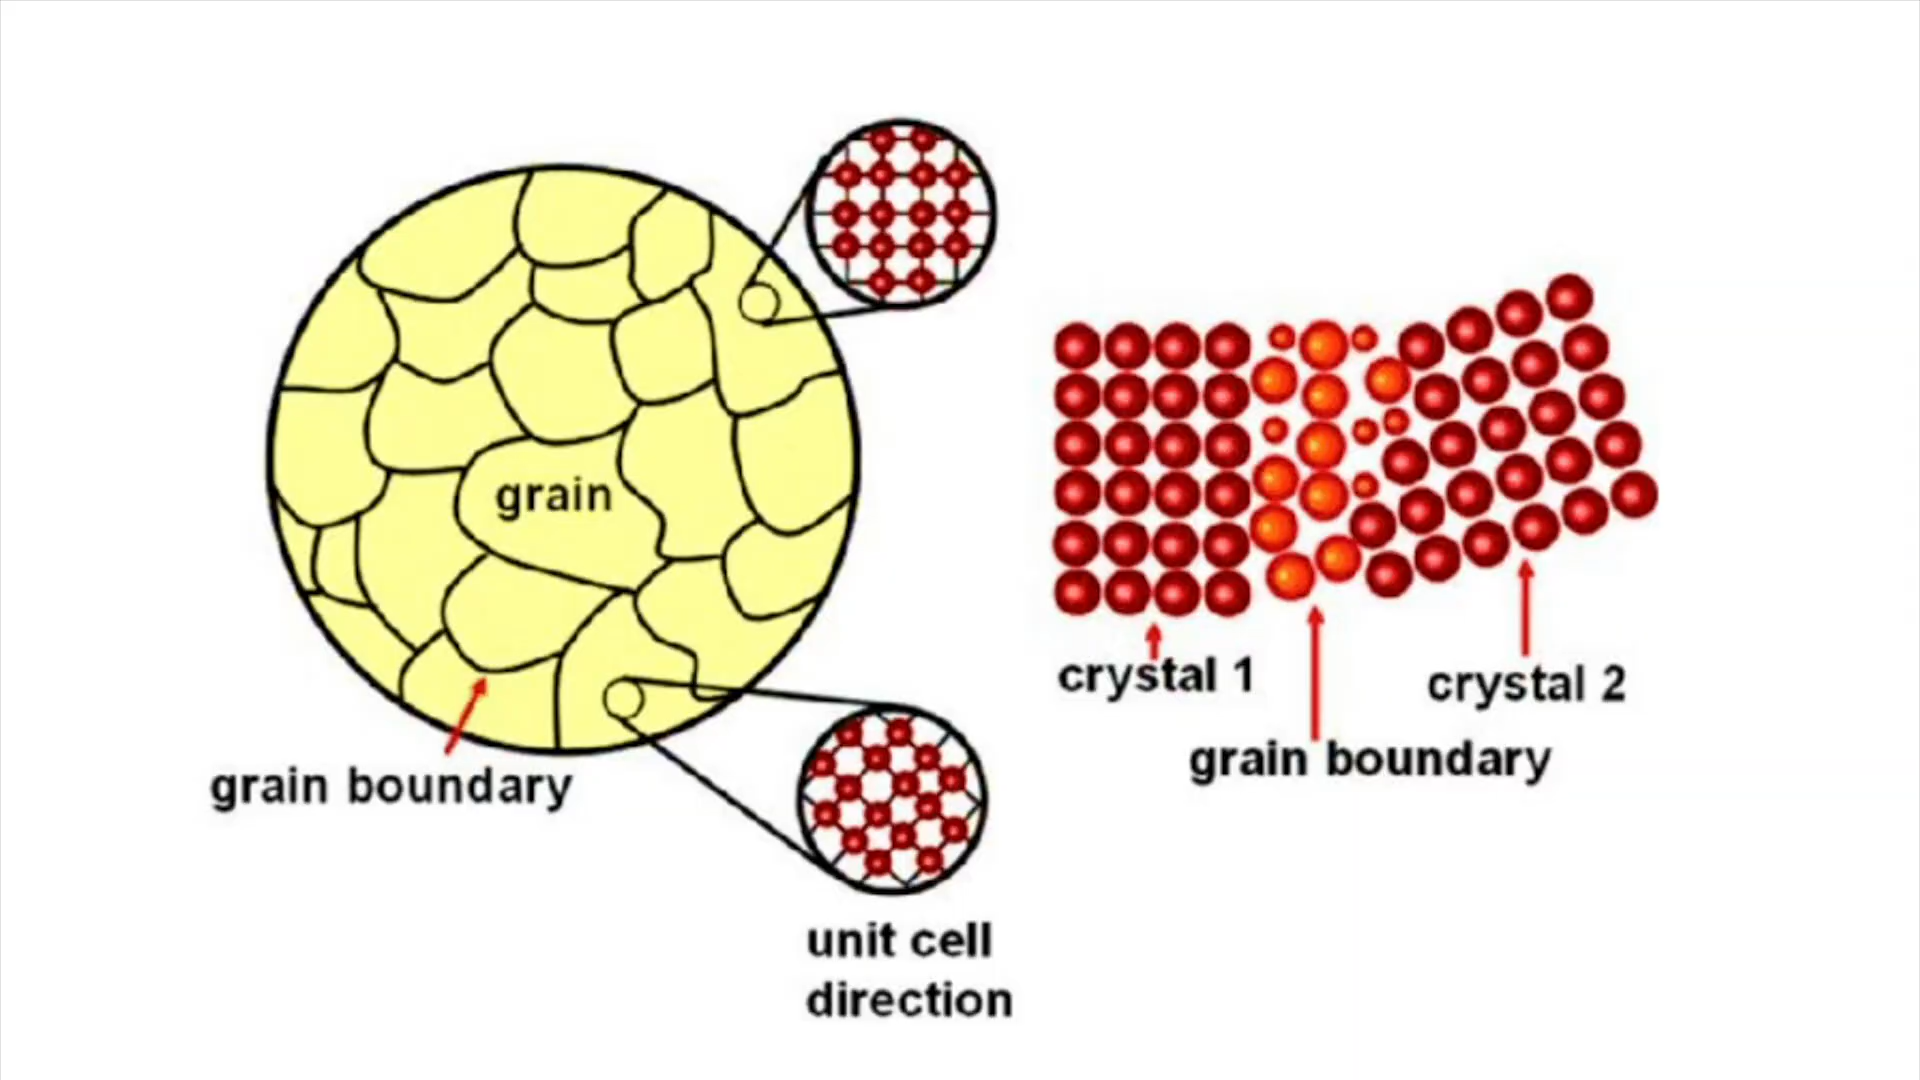 grain
grain boundary
unit cell
direction
crystal 1
crystal 2
grain boundary